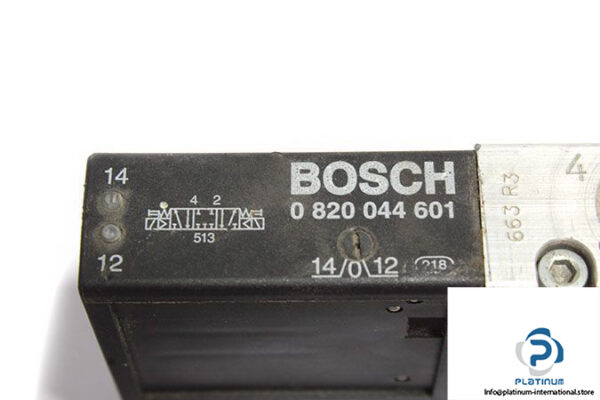 14
12
4 2
513
BOSCH
0 820 044 601
14/0\12
218
663 R3
4
PLATINUM
Info@platinum-international.store